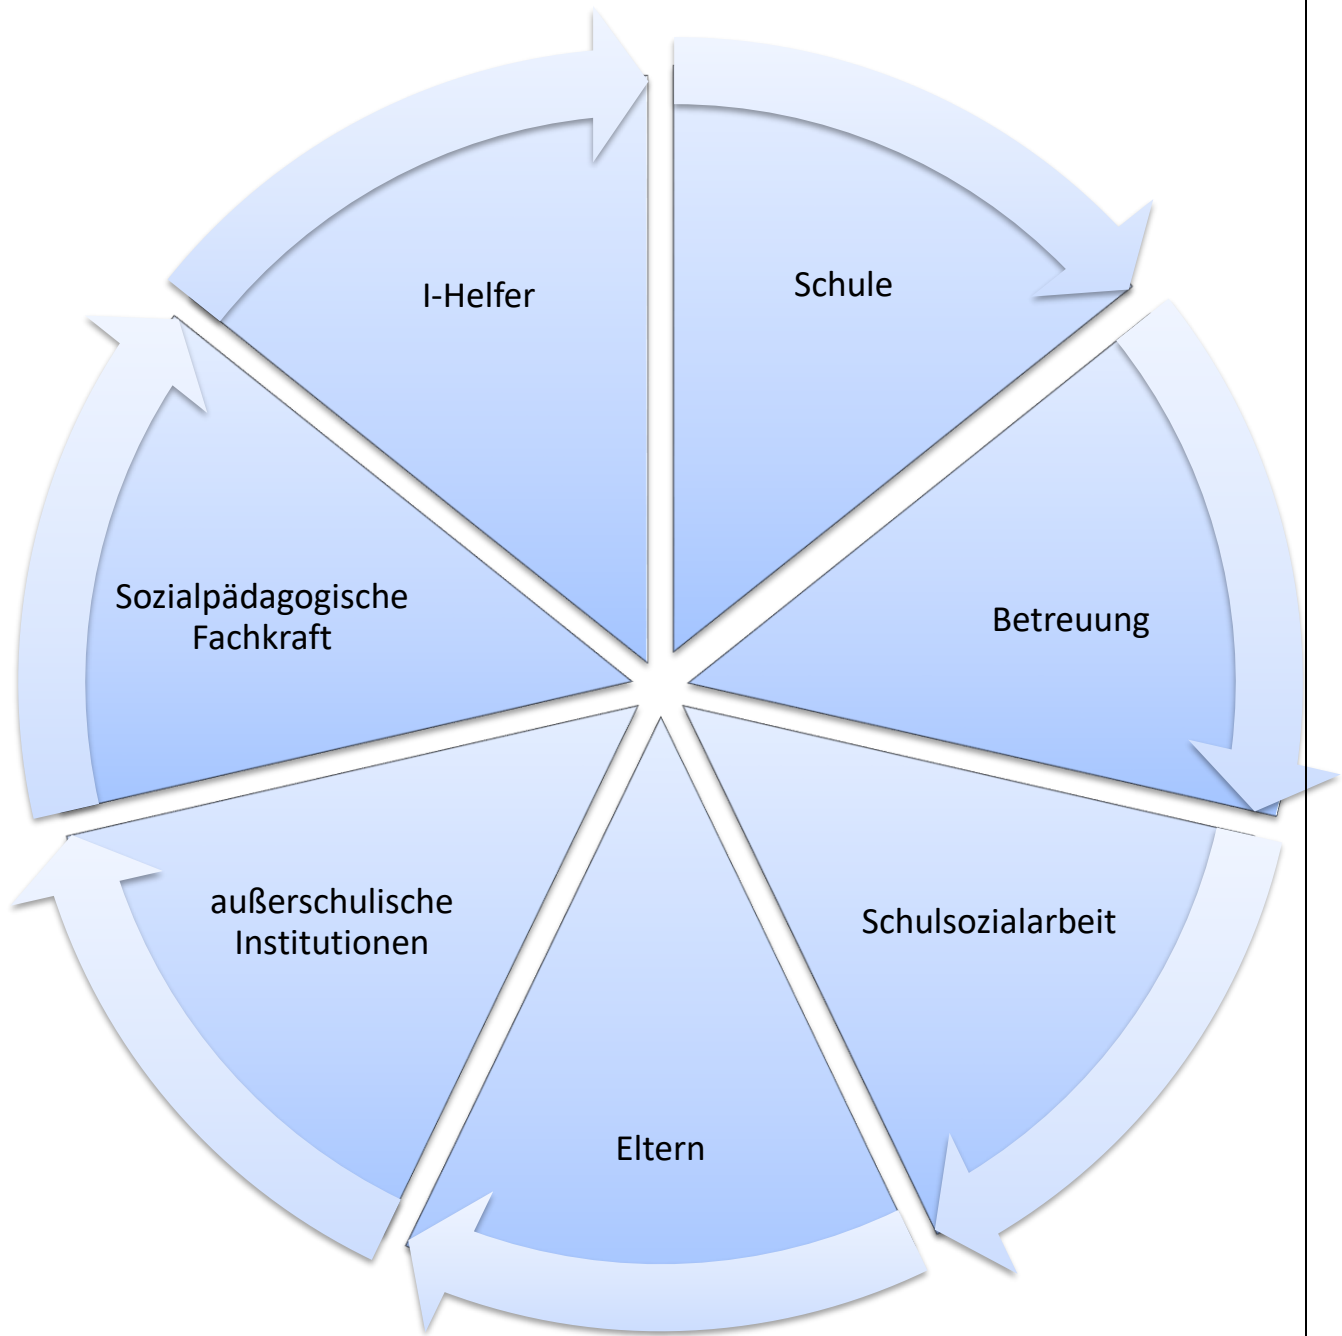 I-Helfer
Schule
Sozialpädagogische
Fachkraft
Betreuung
außerschulische
Institutionen
Schulsozialarbeit
Eltern